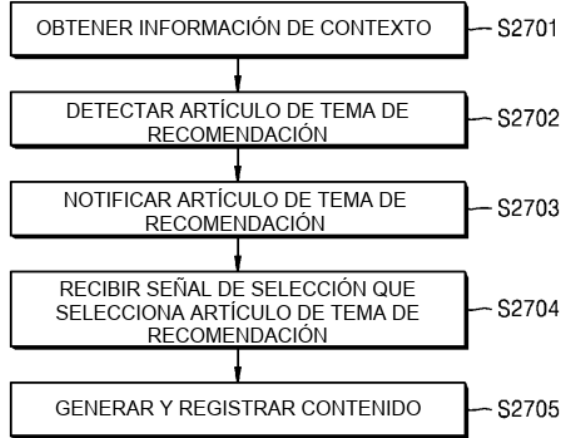 OBTENER INFORMACIÓN DE CONTEXTO S2701
DETECTAR ARTÍCULO DE TEMA DE
RECOMENDACIÓN S2702
NOTIFICAR ARTÍCULO DE TEMA DE
RECOMENDACIÓN S2703
RECIBIR SEÑAL DE SELECCIÓN QUE
SELECCIONA ARTÍCULO DE TEMA DE
RECOMENDACIÓN S2704
GENERAR Y REGISTRAR CONTENIDO S2705